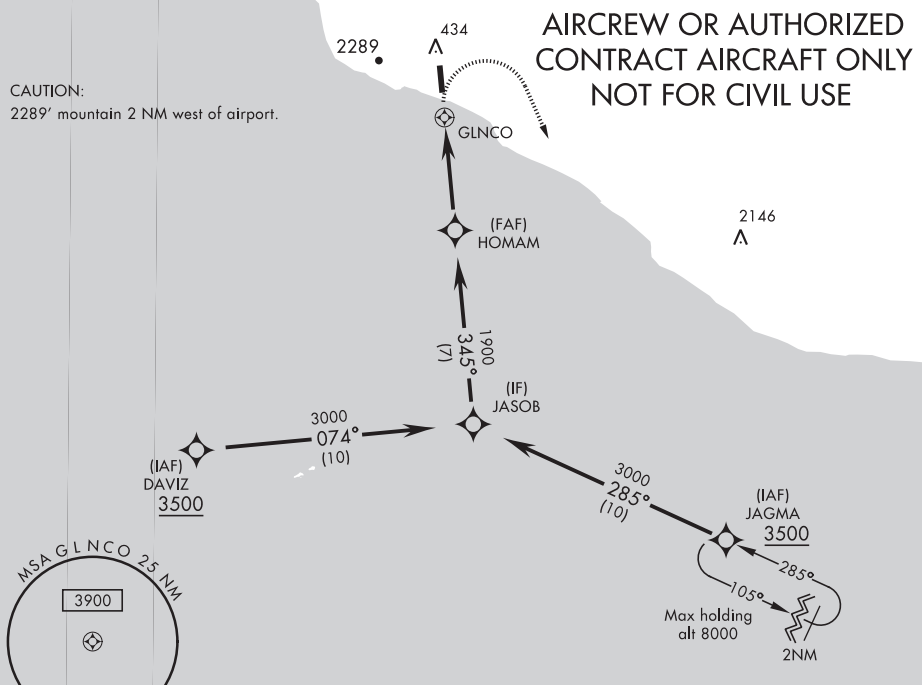 AIRCREW OR AUTHORIZED
CONTRACT AIRCRAFT ONLY
NOT FOR CIVIL USE
434
2289
CAUTION:
2289' mountain 2 NM west of airport.
GLNCO
2146
(FAF)
HOMAM
1900
345°
(7)
(IF)
JASOB
3000
074°
(10)
(IAF)
DAVIZ
3500
3000
285°
(10)
(IAF)
JAGMA
3500
285°
105°
Max holding
alt 8000
2NM
MSA GLNCO 25 NM
3900